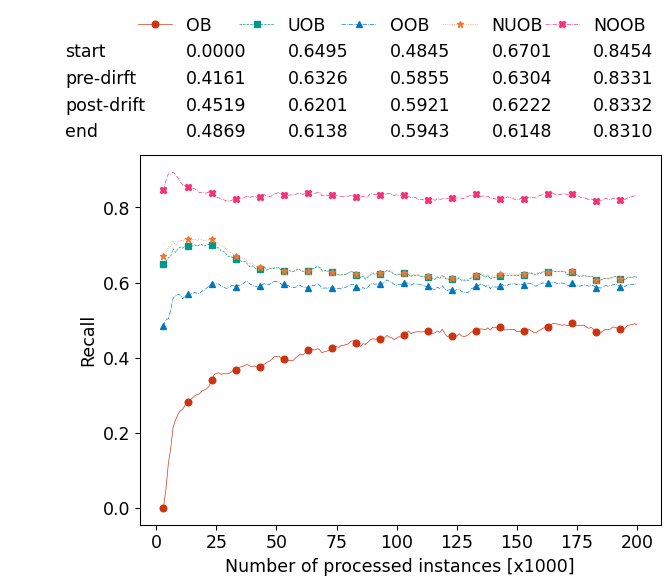 OB UOB OOB NUOB NOOB
start 0.0000 0.6495 0.4845 0.6701 0.8454
pre-dirft 0.4161 0.6326 0.5855 0.6304 0.8331
post-drift 0.4519 0.6201 0.5921 0.6222 0.8332
end 0.4869 0.6138 0.5943 0.6148 0.8310
0.8
0.6
0.4
0.2
0.0
Recall
0 25 50 75 100 125 150 175 200
Number of processed instances [x1000]